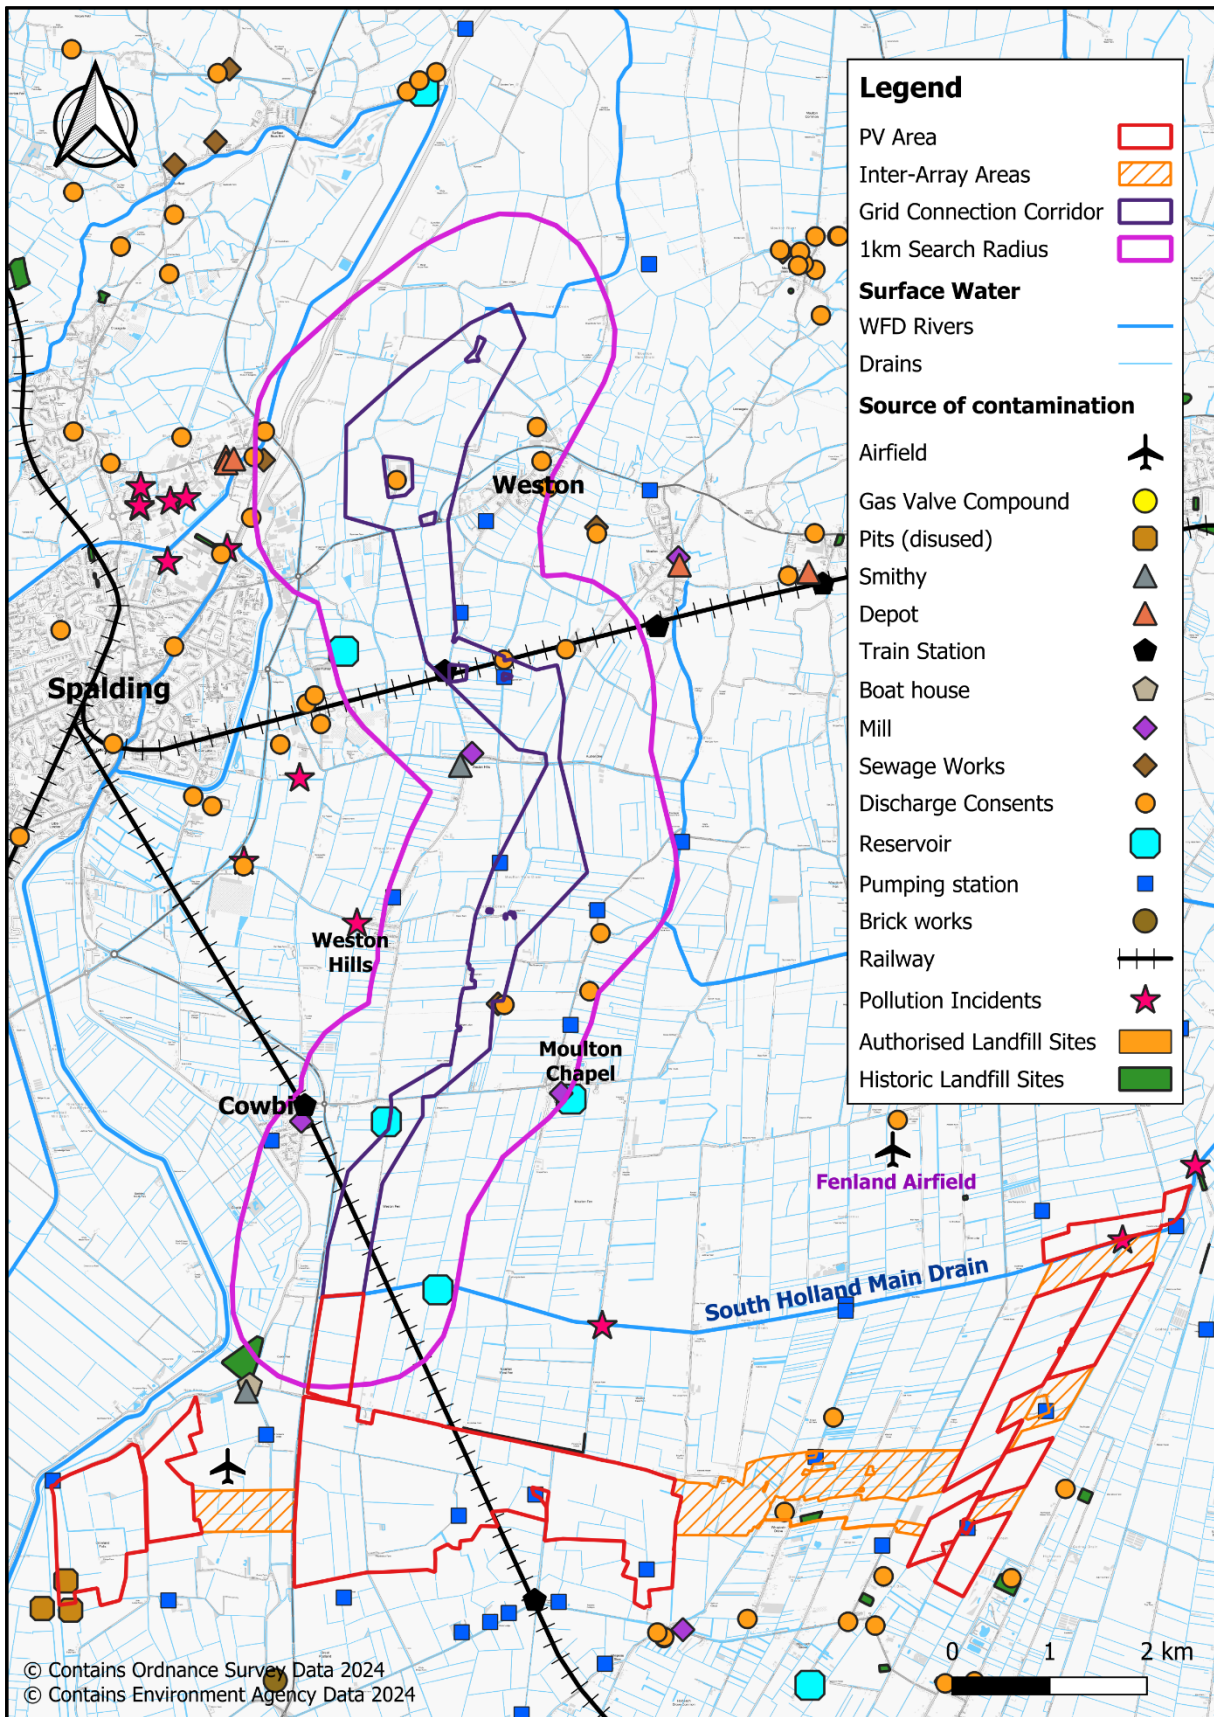 Legend
PV Area
Inter-Array Areas
Grid Connection Corridor
1km Search Radius
Surface Water
WFD Rivers
Drains
Source of contamination
Airfield
Gas Valve Compound
Pits (disused)
Smithy
Depot
Train Station
Boat house
Mill
Sewage Works
Discharge Consents
Reservoir
Pumping station
Brick works
Railway
Pollution Incidents
Authorised Landfill Sites
Historic Landfill Sites
Weston
Spalding
Weston
Hills
Moulton
Chapel
Cowbi
Fenland Airfield
South Holland Main Drain
0 1 2 km
© Contains Ordnance Survey Data 2024
© Contains Environment Agency Data 2024